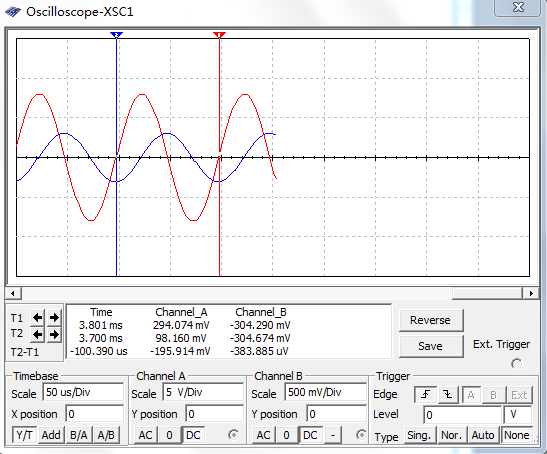 Oscilloscope-XSC1
Time Channel_A Channel_B
T1 3.801 ms 294.074 mV -304.290 mV
T2 3.700 ms 98.160 mV -304.674 mV
T2-T1 -100.390 us -195.914 mV -383.885 uV
Reverse
Save
Ext. Trigger
Timebase
Scale 50 us/Div
X position 0
Y/T Add B/A A/B
Channel A
Scale 5 V/Div
Y position 0
AC 0 DC
Channel B
Scale 500 mV/Div
Y position 0
AC 0 DC -
Trigger
Edge A B Ext
Level 0 V
Type Sing. Nor. Auto None